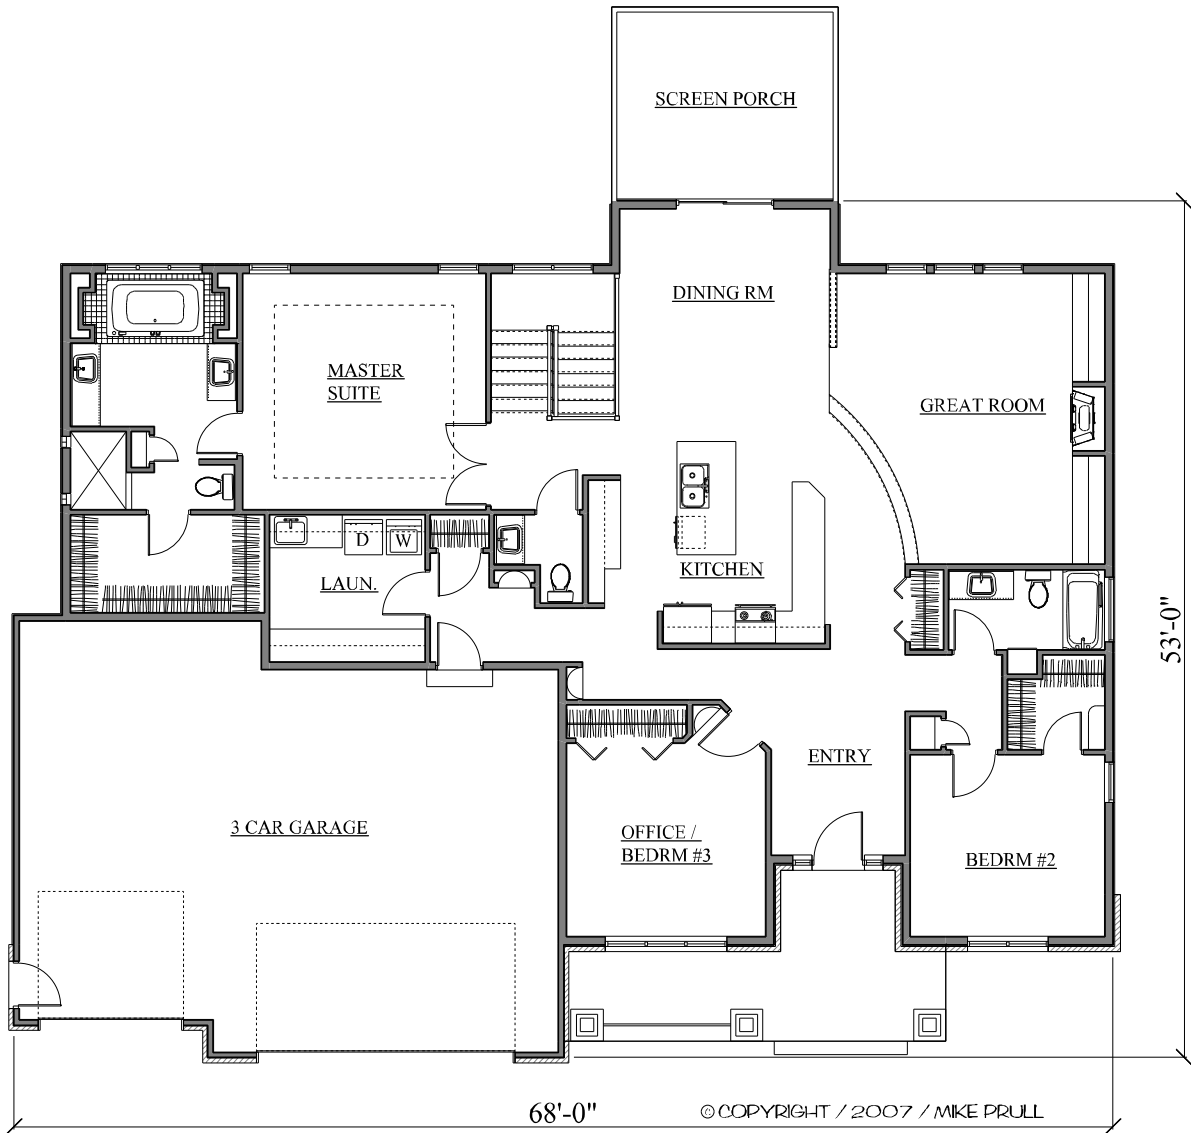 SCREEN PORCH
DINING RM
MASTER
SUITE
GREAT ROOM
D
W
LAUN.
KITCHEN
53'-0"
ENTRY
3 CAR GARAGE
OFFICE /
BEDRM #3
BEDRM #2
68'-0"
© COPYRIGHT / 2007 / MIKE PRULL